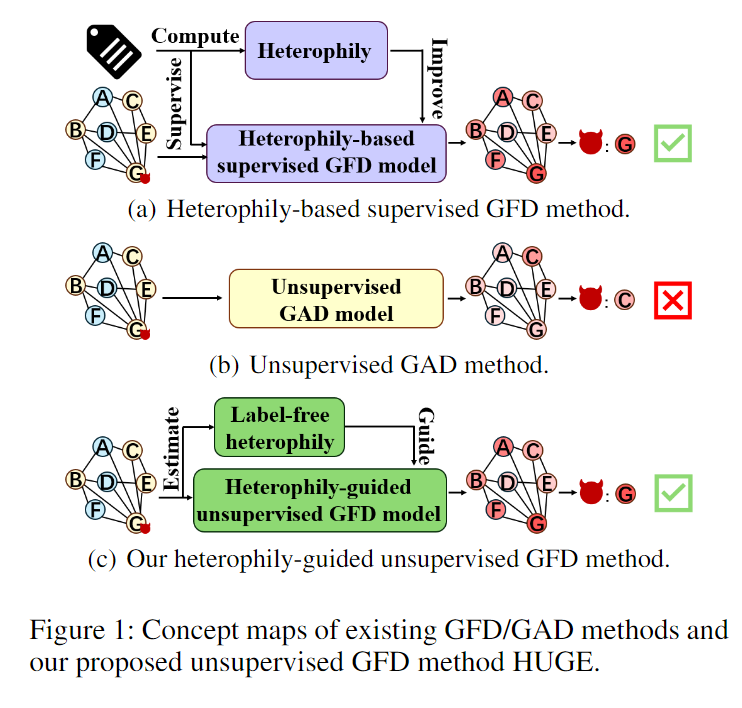 Compute
Supervise
Heterophily
Improve
A C
B D E
F
G
Heterophily-based
supervised GFD model
A C
B D E
F
G
: G
(a) Heterophily-based supervised GFD method.
A C
B D E
F
G
Unsupervised
GAD model
A C
B D E
F
G
: C
(b) Unsupervised GAD method.
Estimate
Label-free
heterophily
Guide
A C
B D E
F
G
Heterophily-guided
unsupervised GFD model
A C
B D E
F
G
: G
(c) Our heterophily-guided unsupervised GFD method.
Figure 1: Concept maps of existing GFD/GAD methods and
our proposed unsupervised GFD method HUGE.